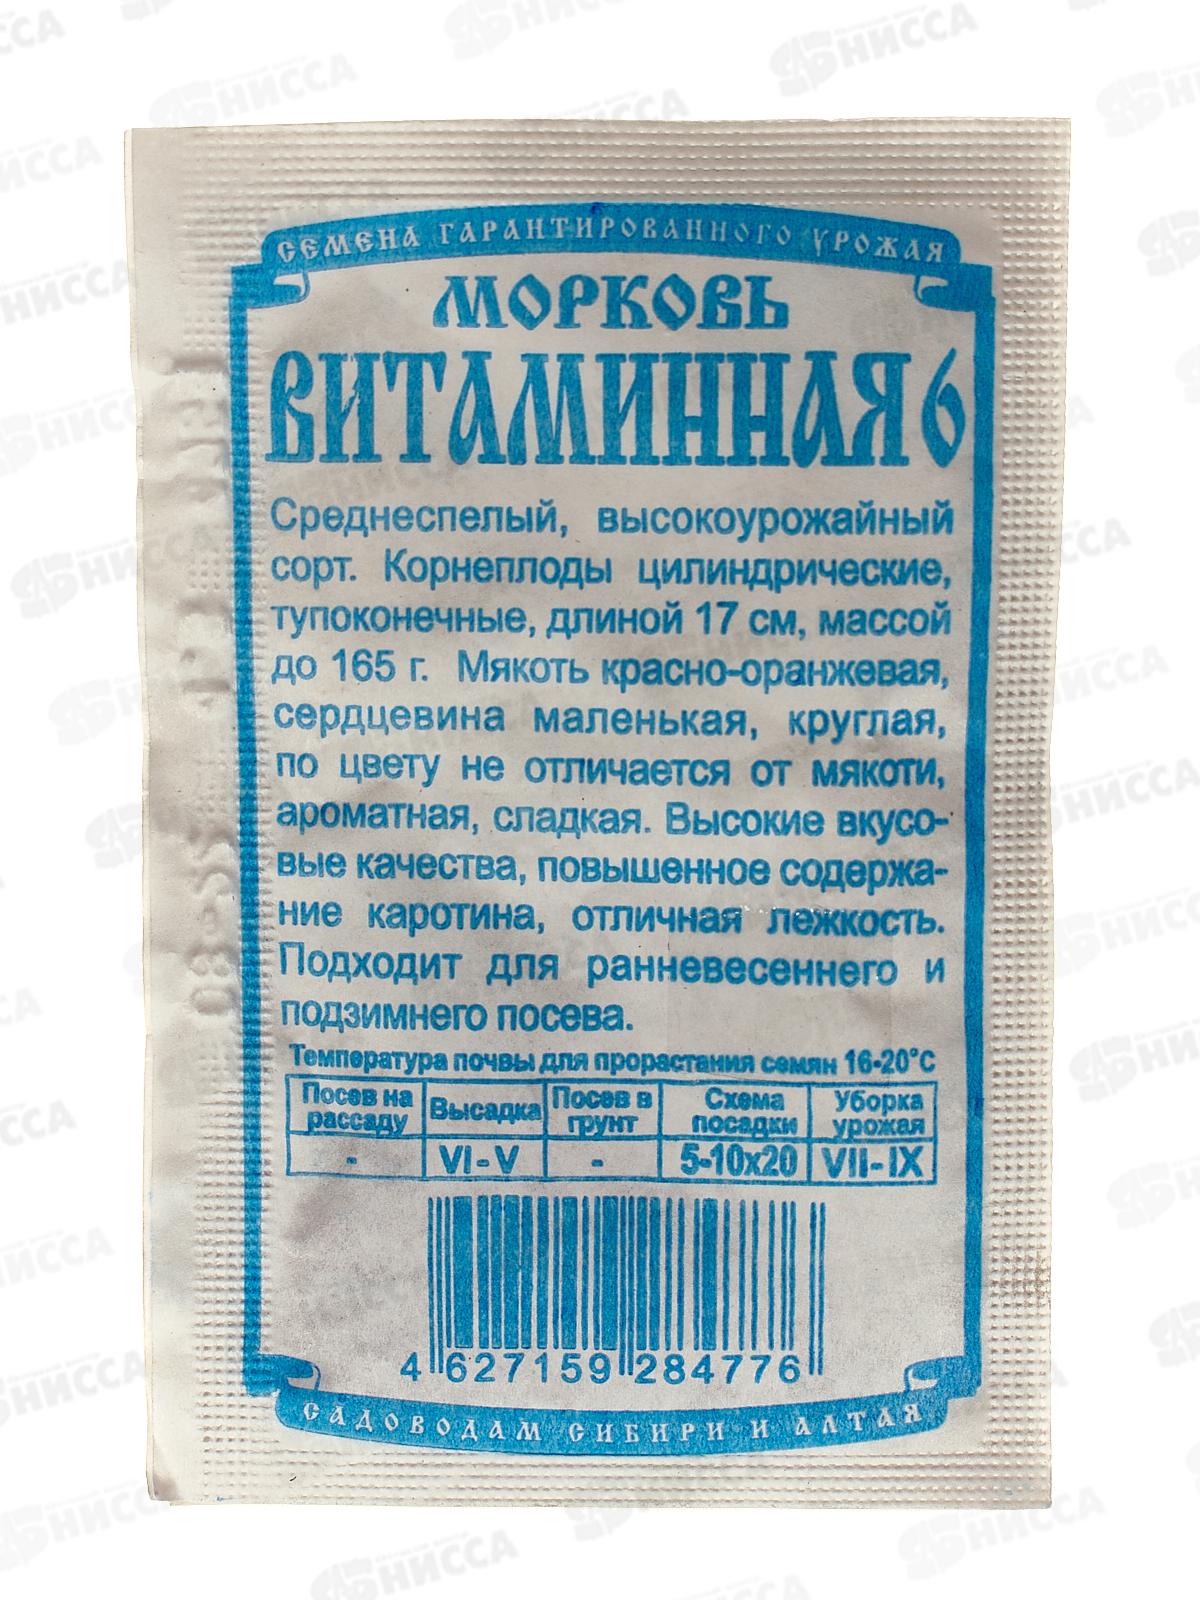 СЕМЕНА ГАРАНТИРОВАННОГО УРОЖАЯ
МОРКОВЬ
ВИТАМИННАЯ 6
Среднеспелый, высокоурожайный
сорт. Корнеплоды цилиндрические,
тупоконечные, длиной 17 см, массой
до 165 г. Мякоть красно-оранжевая,
сердцевина маленькая, круглая,
по цвету не отличается от мякоти,
ароматная, сладкая. Высокие вкусо-
вые качества, повышенное содержа-
ние каротина, отличная лежкость.
Подходит для ранневесеннего и
подзимнего посева.
Температура почвы для прорастания семян 16-20°С
Посев на рассаду Высадка Посев в грунт Схема посадки Уборка урожая
- VI-V - 5-10х20 VII-IX
4 627159 284776
САДОВОДАМ СИБИРИ И АЛТАЯ
НИССА